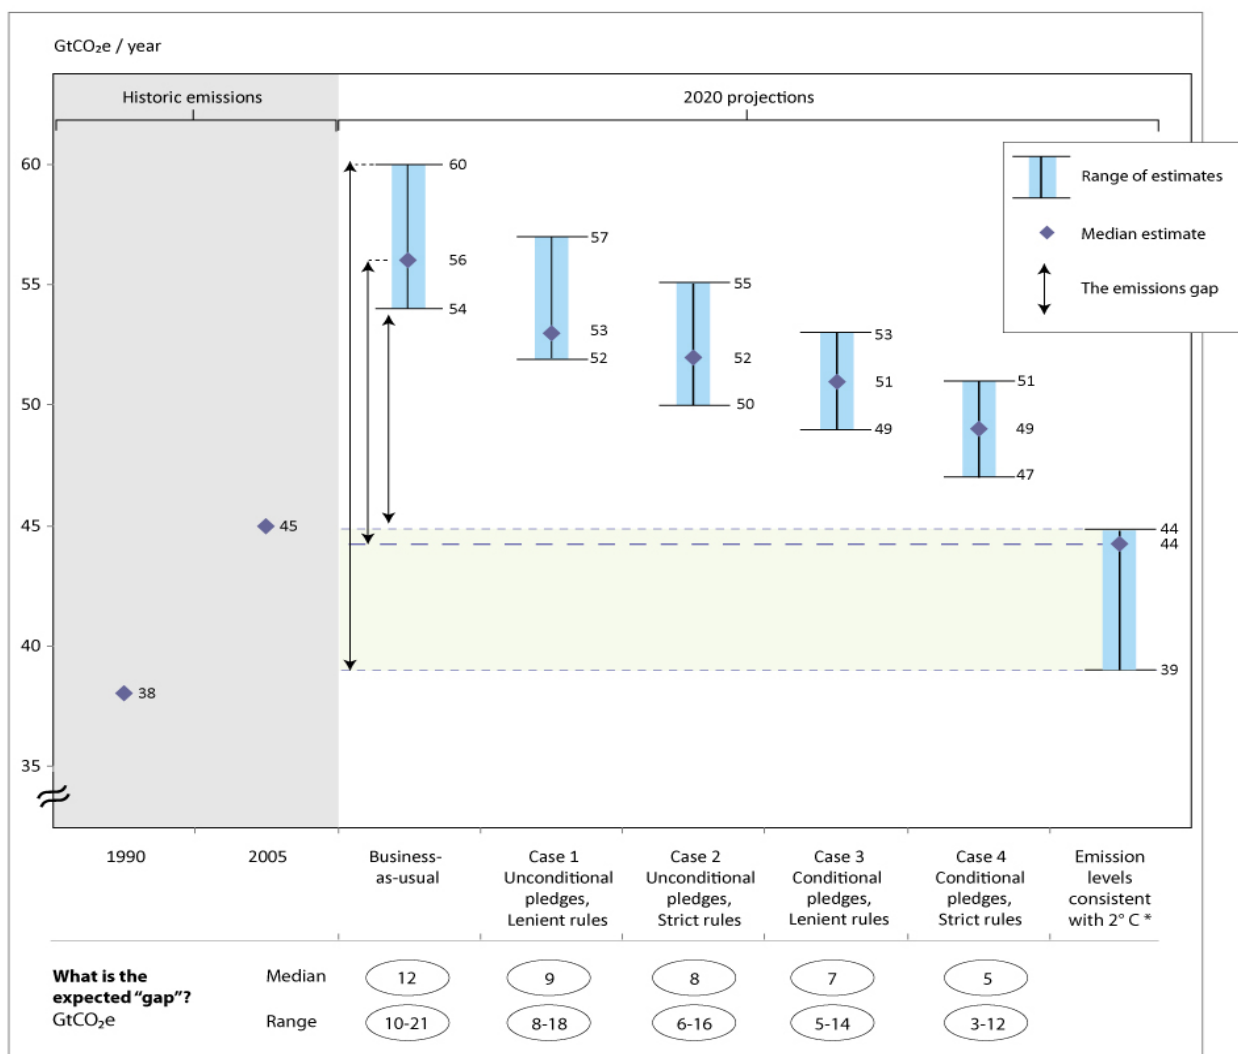 GtCO₂e / year
Historic emissions
2020 projections
60
55
50
45
40
35
Range of estimates
Median estimate
The emissions gap
38
45
60
56
54
57
53
52
55
52
50
53
51
49
51
49
47
44
44
39
1990
2005
Business-
as-usual
Case 1
Unconditional
pledges,
Lenient rules
Case 2
Unconditional
pledges,
Strict rules
Case 3
Conditional
pledges,
Lenient rules
Case 4
Conditional
pledges,
Strict rules
Emission
levels
consistent
with 2° C *
What is the
expected “gap”?
GtCO₂e
Median
12
9
8
7
5
Range
10-21
8-18
6-16
5-14
3-12